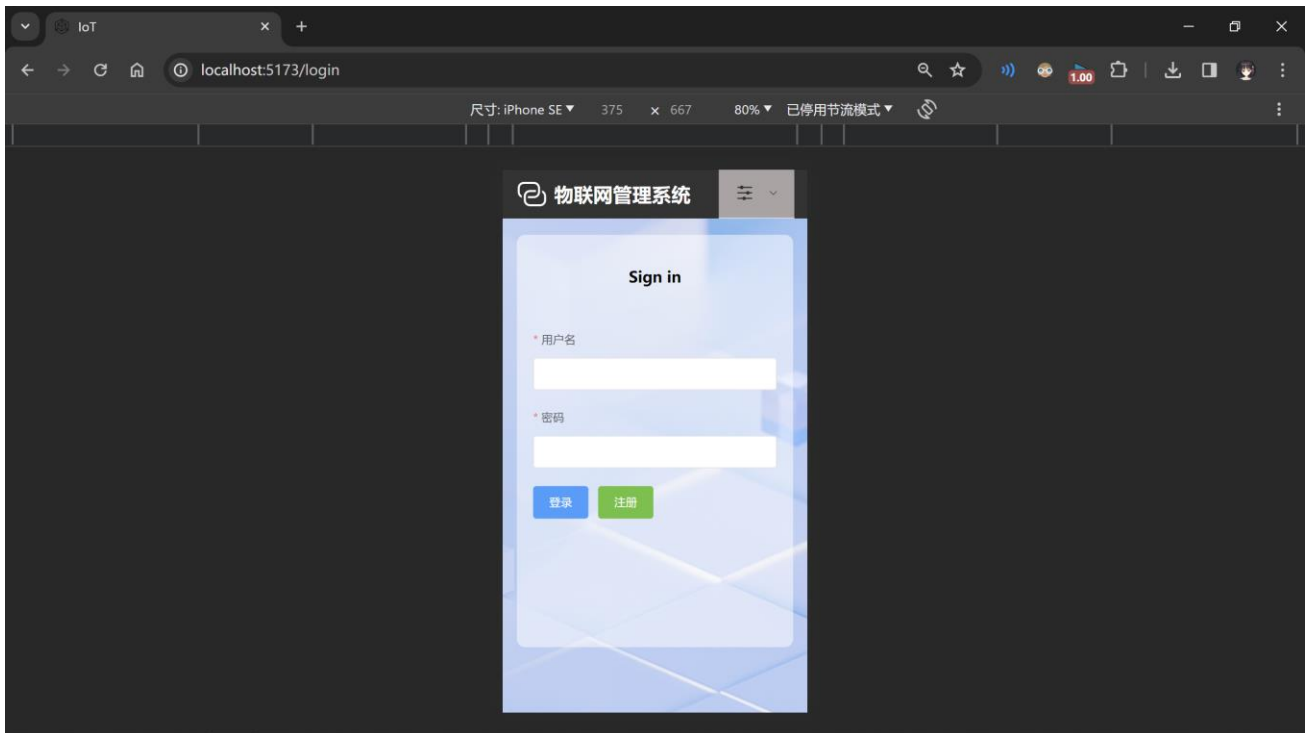 IoT
localhost:5173/login
1.00
尺寸: iPhone SE ▼ 375 × 667 80% ▼ 已停用节流模式 ▼
物联网管理系统
Sign in
* 用户名
* 密码
登录 注册